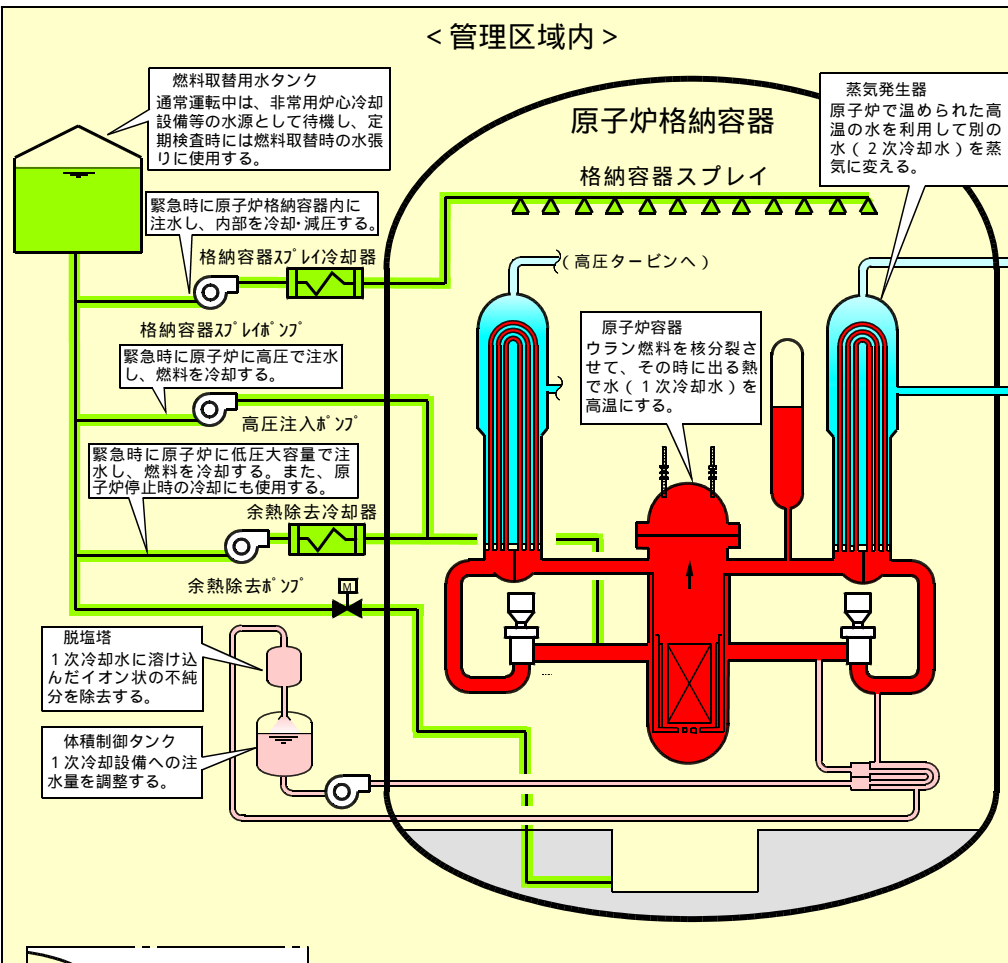 ＜管理区域内＞
燃料取替用水タンク
通常運転中は、非常用炉心冷却
設備等の水源として待機し、定
期検査時には燃料取替時の水張
りに使用する。
蒸気発生器
原子炉で温められた高
温の水を利用して別の
水（２次冷却水）を蒸
気に変える。
原子炉格納容器
格納容器スプレイ
緊急時に原子炉格納容器内に
注水し、内部を冷却･減圧する。
格納容器ｽﾌﾟﾚｲ冷却器
（高圧タービンへ）
格納容器ｽﾌﾟﾚｲﾎﾟﾝﾌﾟ
原子炉容器
ウラン燃料を核分裂さ
せて、その時に出る熱
で水（１次冷却水）を
高温にする。
緊急時に原子炉に高圧で注水
し、燃料を冷却する。
高圧注入ﾎﾟﾝﾌﾟ
緊急時に原子炉に低圧大容量で注
水し、燃料を冷却する。また、原
子炉停止時の冷却にも使用する。
余熱除去冷却器
余熱除去ﾎﾟﾝﾌﾟ
M
脱塩塔
１次冷却水に溶け込
んだイオン状の不純
分を除去する。
体積制御タンク
１次冷却設備への注
水量を調整する。